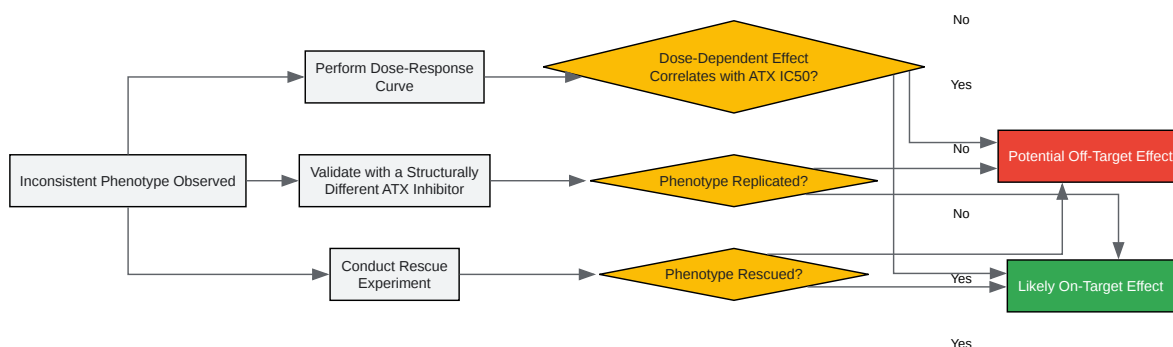 No
Dose-Dependent Effect
Correlates with ATX IC50?
Perform Dose-Response
Curve
Yes
No
Potential Off-Target Effect
Inconsistent Phenotype Observed
Validate with a Structurally
Different ATX Inhibitor
Phenotype Replicated?
No
Conduct Rescue
Experiment
Phenotype Rescued?
Yes
Likely On-Target Effect
Yes